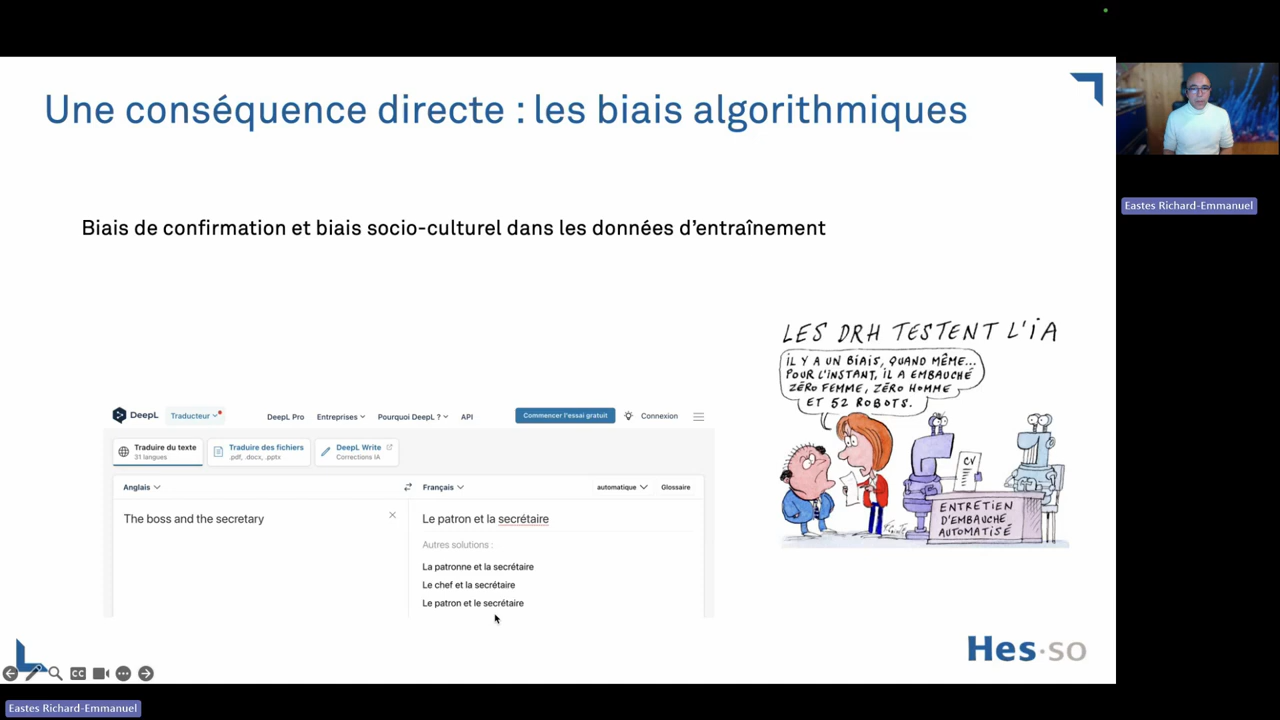 Une conséquence directe : les biais algorithmiques
Eastes Richard-Emmanuel
Biais de confirmation et biais socio-culturel dans les données d'entraînement
LES DRH TESTENT L'IA
IL Y A UN BIAIS, QUAND MÊME...
POUR L'INSTANT, IL A EMBAUCHÉ
ZÉRO FEMME, ZÉRO HOMME
ET 52 ROBOTS.
CV
ENTRETIEN
D'EMBAUCHE
AUTOMATISÉ
DeepL
Traducteur
DeepL Pro
Entreprises
Pourquoi DeepL ?
API
Commencer l'essai gratuit
Connexion
Traduire du texte
31 langues
Traduire des fichiers
.pdf, .docx, .pptx
DeepL Write
Corrections IA
Anglais
Français
automatique
Glossaire
The boss and the secretary
Le patron et la secrétaire
Autres solutions :
La patronne et la secrétaire
Le chef et la secrétaire
Le patron et le secrétaire
Hes·so
CC
Eastes Richard-Emmanuel